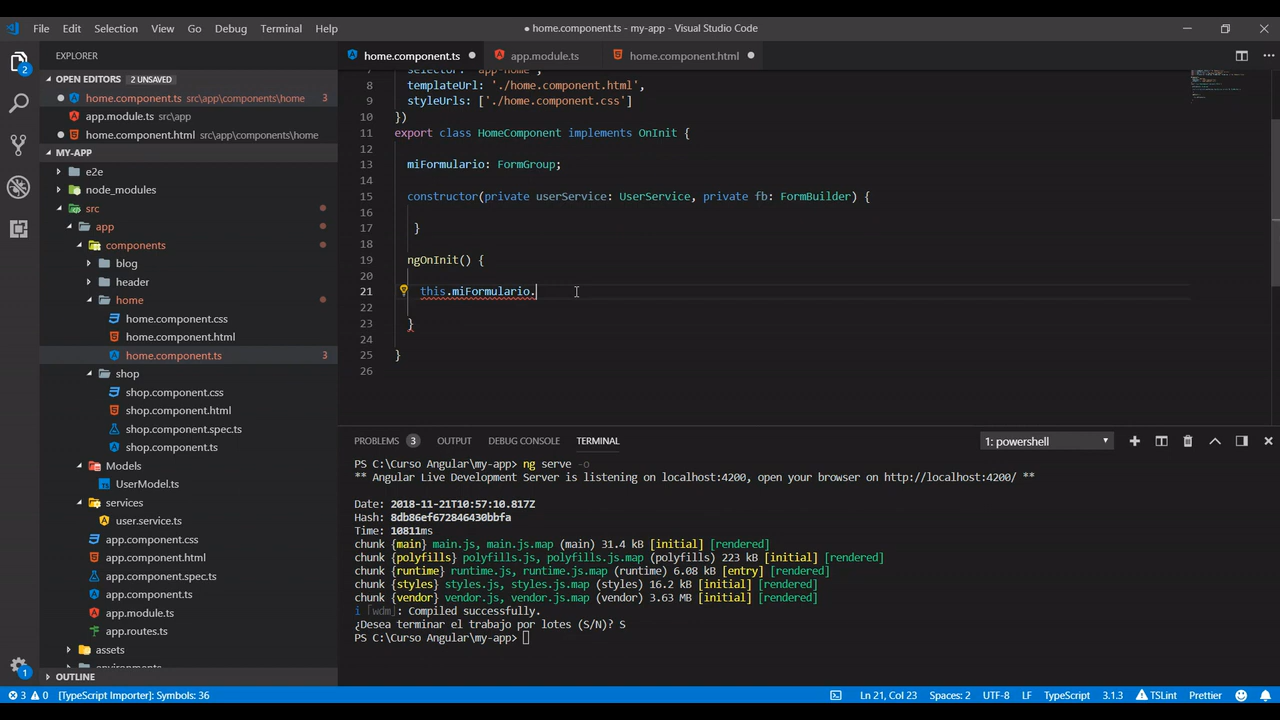 File Edit Selection View Go Debug Terminal Help
● home.component.ts - my-app - Visual Studio Code
EXPLORER
home.component.ts
app.module.ts
home.component.html
2
OPEN EDITORS 2 UNSAVED
home.component.ts src\app\components\home 3
app.module.ts src\app
home.component.html src\app\components\home
MY-APP
e2e
node_modules
src
app
components
blog
header
home
home.component.css
home.component.html
home.component.ts 3
shop
shop.component.css
shop.component.html
shop.component.spec.ts
shop.component.ts
Models
UserModel.ts
services
user.service.ts
app.component.css
app.component.html
app.component.spec.ts
app.component.ts
app.module.ts
app.routes.ts
assets
environments
OUTLINE
1
7 selector: 'app-home',
8 templateUrl: './home.component.html',
9 styleUrls: ['./home.component.css']
10 })
11 export class HomeComponent implements OnInit {
12
13 miFormulario: FormGroup;
14
15 constructor(private userService: UserService, private fb: FormBuilder) {
16
17 }
18
19 ngOnInit() {
20
21 this.miFormulario.
22
23 }
24
25 }
26
PROBLEMS 3 OUTPUT DEBUG CONSOLE TERMINAL 1: powershell
PS C:\Curso Angular\my-app> ng serve -o
** Angular Live Development Server is listening on localhost:4200, open your browser on http://localhost:4200/ **
Date: 2018-11-21T10:57:10.817Z
Hash: 8db86ef672846430bbfa
Time: 10811ms
chunk {main} main.js, main.js.map (main) 31.4 kB [initial] [rendered]
chunk {polyfills} polyfills.js, polyfills.js.map (polyfills) 223 kB [initial] [rendered]
chunk {runtime} runtime.js, runtime.js.map (runtime) 6.08 kB [entry] [rendered]
chunk {styles} styles.js, styles.js.map (styles) 16.2 kB [initial] [rendered]
chunk {vendor} vendor.js, vendor.js.map (vendor) 3.63 MB [initial] [rendered]
i ｢wdm｣: Compiled successfully.
¿Desea terminar el trabajo por lotes (S/N)? S
PS C:\Curso Angular\my-app>
3 0 [TypeScript Importer]: Symbols: 36 Ln 21, Col 23 Spaces: 2 UTF-8 LF TypeScript 3.1.3 TSLint Prettier